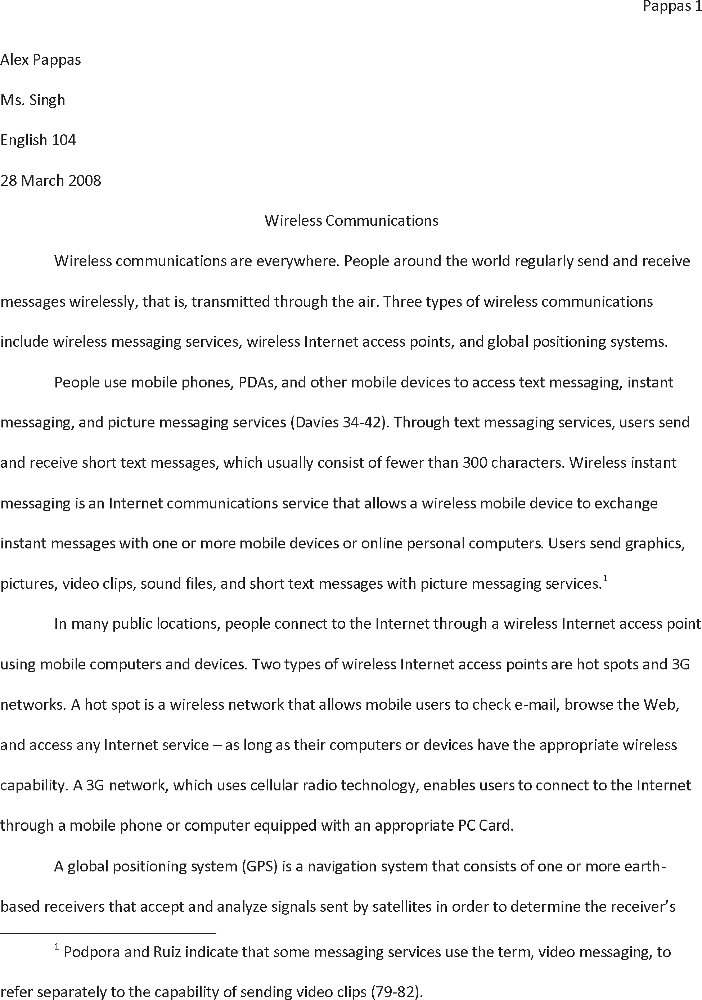 Pappas 1
Alex Pappas
Ms. Singh
English 104
28 March 2008
Wireless Communications
Wireless communications are everywhere. People around the world regularly send and receive
messages wirelessly, that is, transmitted through the air. Three types of wireless communications
include wireless messaging services, wireless Internet access points, and global positioning systems.
People use mobile phones, PDAs, and other mobile devices to access text messaging, instant
messaging, and picture messaging services (Davies 34-42). Through text messaging services, users send
and receive short text messages, which usually consist of fewer than 300 characters. Wireless instant
messaging is an Internet communications service that allows a wireless mobile device to exchange
instant messages with one or more mobile devices or online personal computers. Users send graphics,
pictures, video clips, sound files, and short text messages with picture messaging services.¹
In many public locations, people connect to the Internet through a wireless Internet access point
using mobile computers and devices. Two types of wireless Internet access points are hot spots and 3G
networks. A hot spot is a wireless network that allows mobile users to check e-mail, browse the Web,
and access any Internet service – as long as their computers or devices have the appropriate wireless
capability. A 3G network, which uses cellular radio technology, enables users to connect to the Internet
through a mobile phone or computer equipped with an appropriate PC Card.
A global positioning system (GPS) is a navigation system that consists of one or more earth-
based receivers that accept and analyze signals sent by satellites in order to determine the receiver’s
¹ Podpora and Ruiz indicate that some messaging services use the term, video messaging, to
refer separately to the capability of sending video clips (79-82).